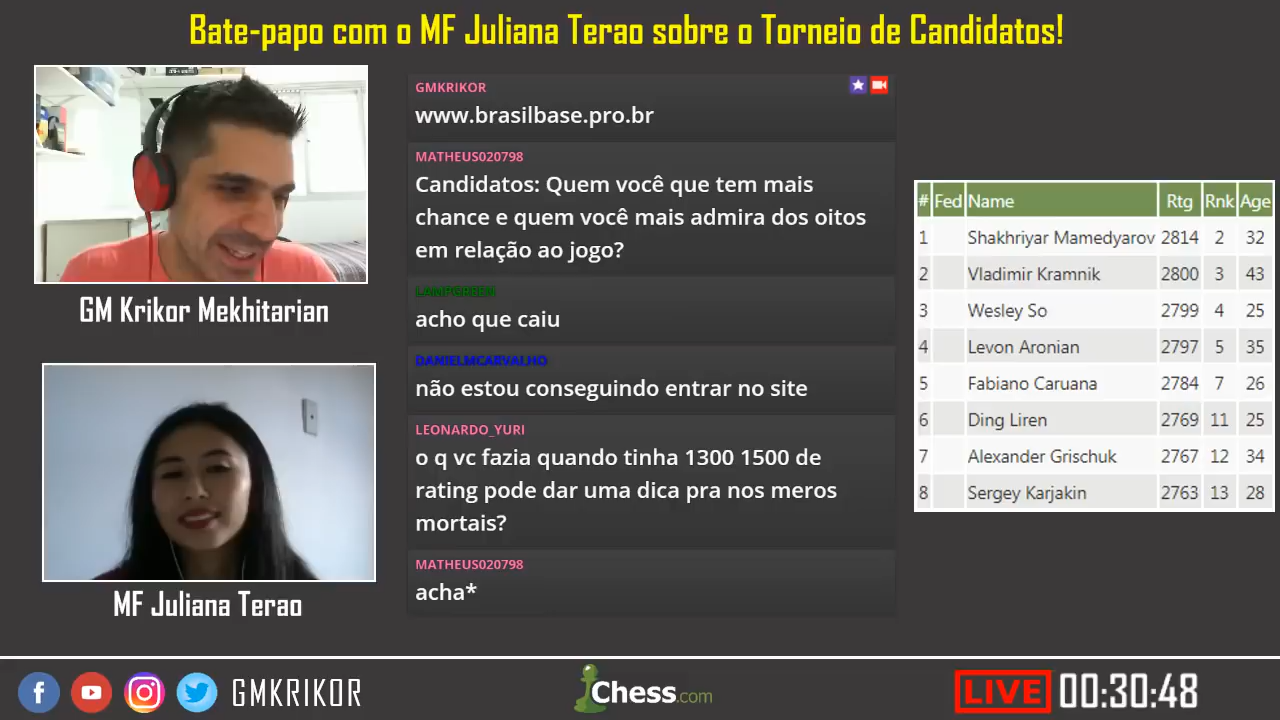 Bate-papo com o MF Juliana Terao sobre o Torneio de Candidatos!
GM Krikor Mekhitarian
MF Juliana Terao
GMKRIKOR
www.brasilbase.pro.br
MATHEUS020798
Candidatos: Quem você que tem mais
chance e quem você mais admira dos oitos
em relação ao jogo?
LAMPGREEN
acho que caiu
DANIELMCARVALHO
não estou conseguindo entrar no site
LEONARDO_YURI
o q vc fazia quando tinha 1300 1500 de
rating pode dar uma dica pra nos meros
mortais?
MATHEUS020798
acha*
# Fed Name Rtg Rnk Age
1 Shakhriyar Mamedyarov 2814 2 32
2 Vladimir Kramnik 2800 3 43
3 Wesley So 2799 4 25
4 Levon Aronian 2797 5 35
5 Fabiano Caruana 2784 7 26
6 Ding Liren 2769 11 25
7 Alexander Grischuk 2767 12 34
8 Sergey Karjakin 2763 13 28
GMKRIKOR
Chess.com
LIVE 00:30:48